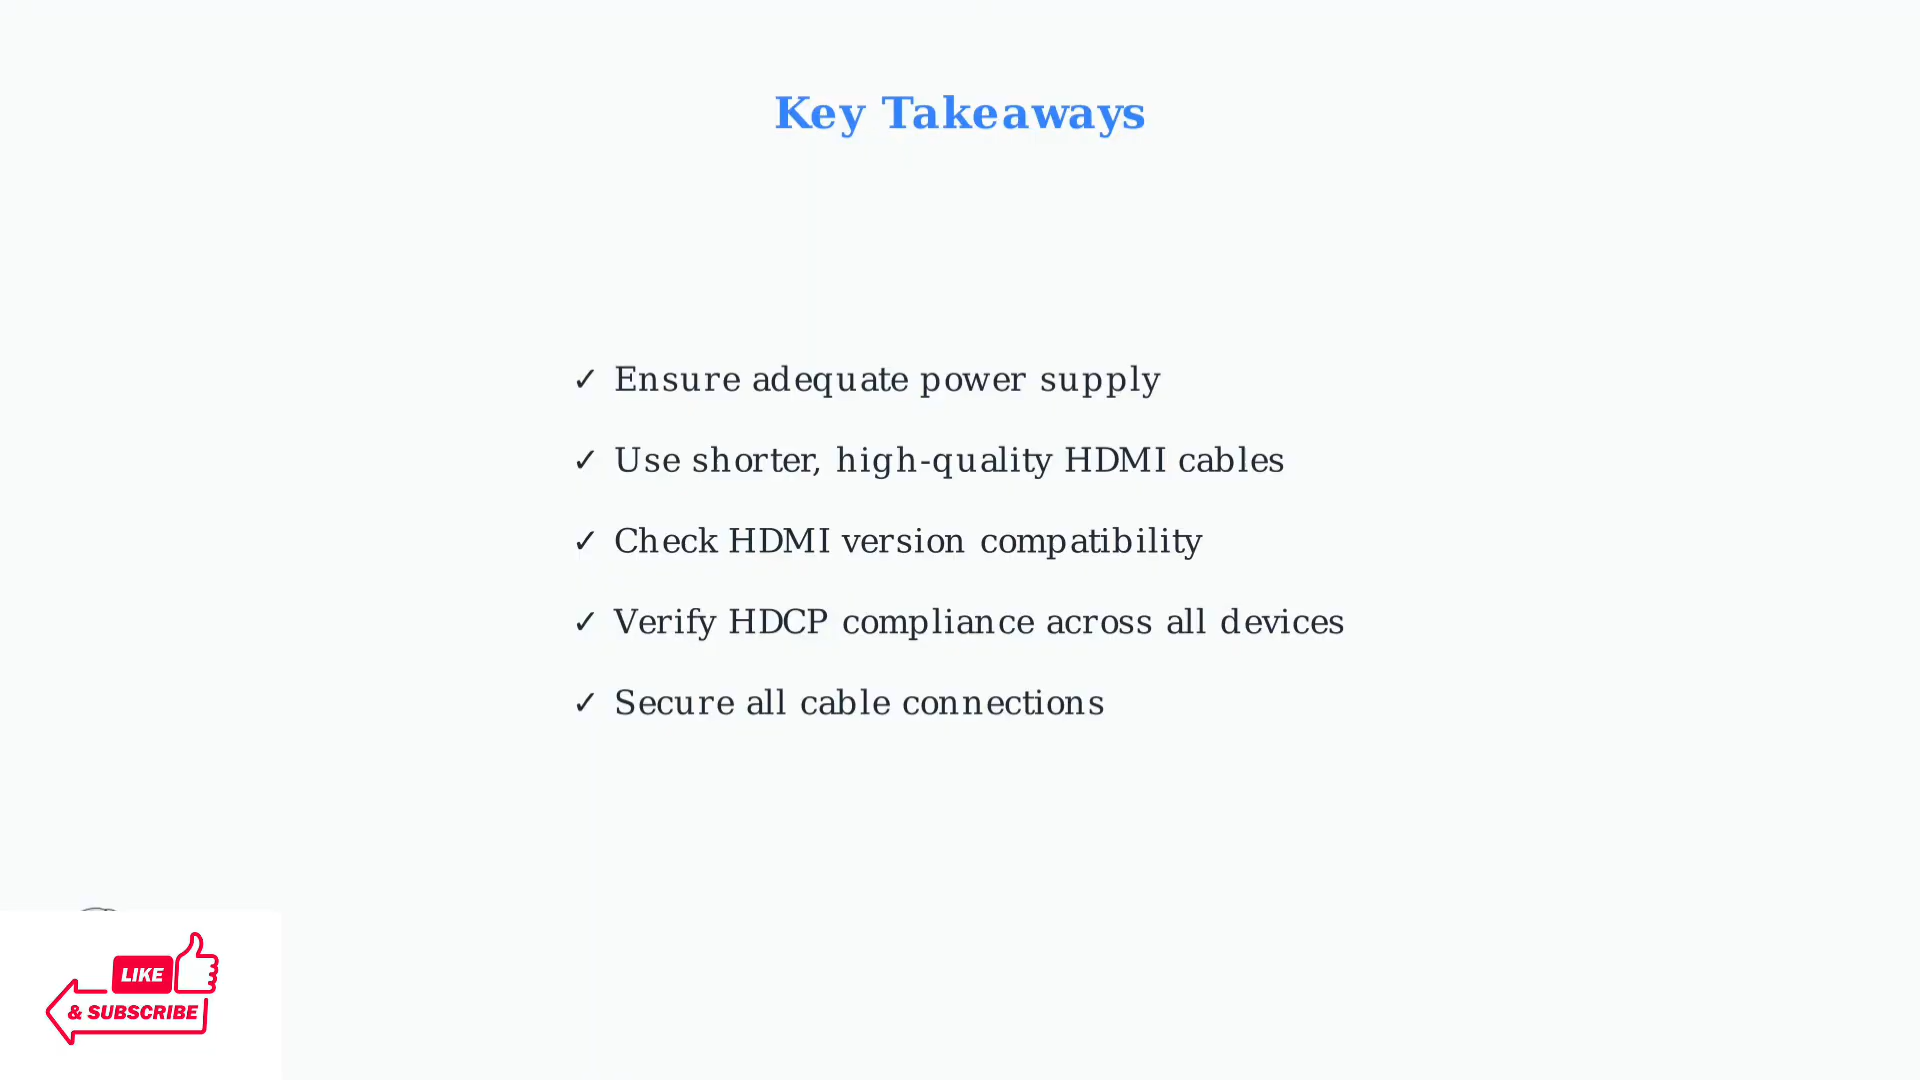 Key Takeaways
✓ Ensure adequate power supply
✓ Use shorter, high-quality HDMI cables
✓ Check HDMI version compatibility
✓ Verify HDCP compliance across all devices
✓ Secure all cable connections
LIKE
& SUBSCRIBE